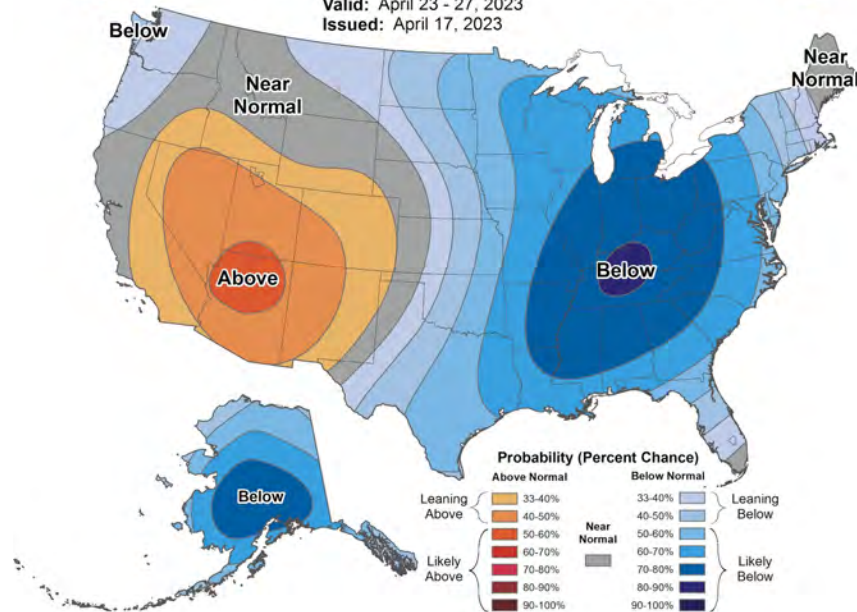 Valid: April 23 - 27, 2023
Issued: April 17, 2023
Below
Near
Normal
Near
Normal
Above
Below
Below
Probability (Percent Chance)
Above Normal
Below Normal
Leaning
Above
33-40%
40-50%
Likely
Above
50-60%
60-70%
70-80%
80-90%
90-100%
Near
Normal
33-40%
40-50%
Leaning
Below
50-60%
60-70%
70-80%
80-90%
90-100%
Likely
Below